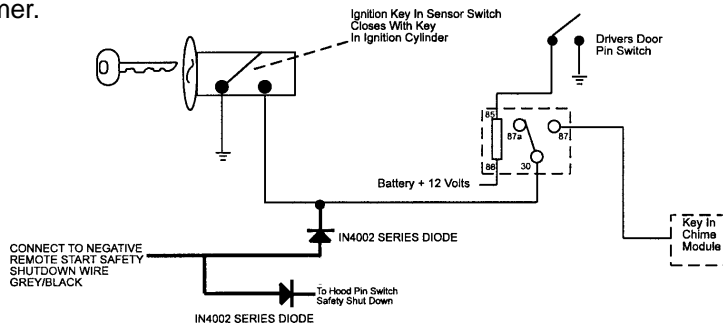 mer.
Ignition Key In Sensor Switch
Closes With Key
In Ignition Cylinder
Drivers Door
Pin Switch
85
87a
87
86
30
Battery + 12 Volts
Key In
Chime
Module
IN4002 SERIES DIODE
CONNECT TO NEGATIVE
REMOTE START SAFETY
SHUTDOWN WIRE
GREY/BLACK
To Hood Pin Switch
Safety Shut Down
IN4002 SERIES DIODE